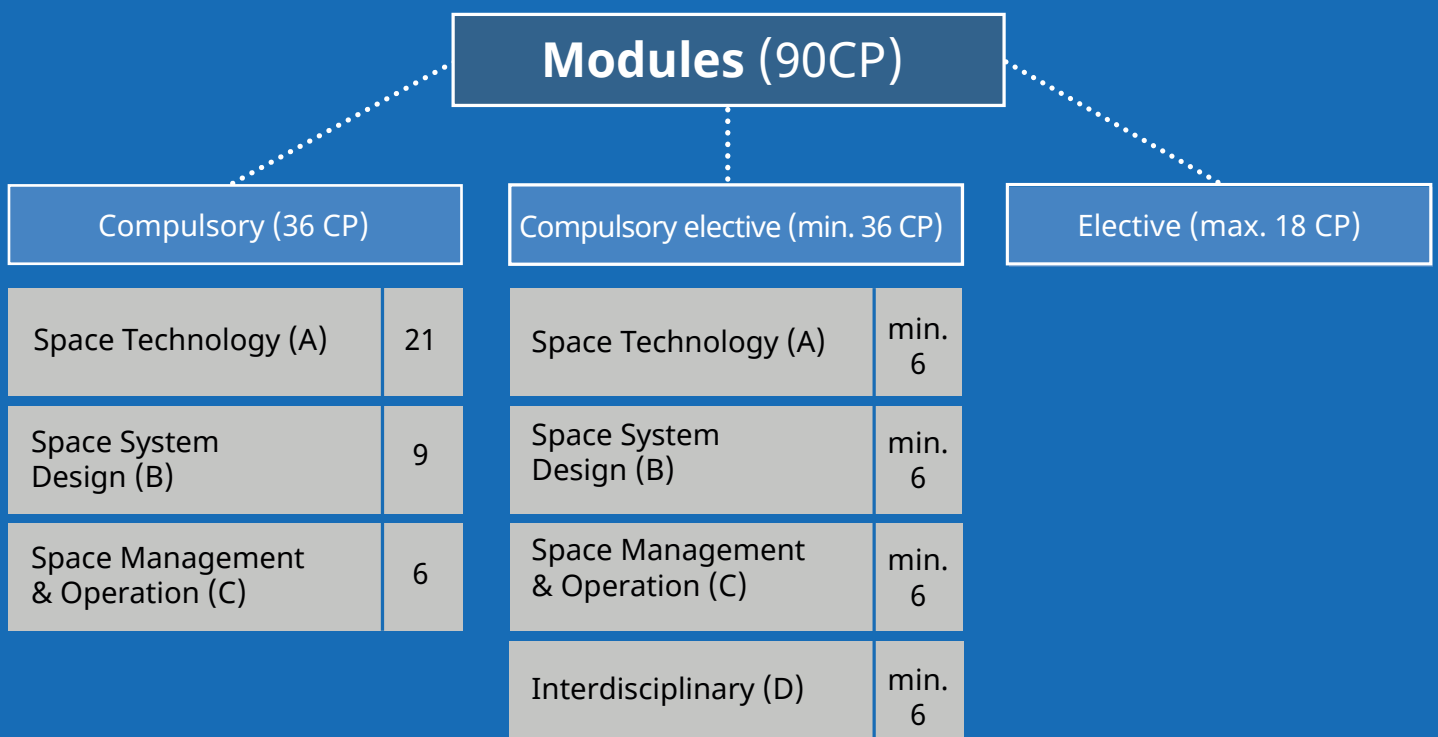 Modules (90CP)
Compulsory (36 CP)
Compulsory elective (min. 36 CP)
Elective (max. 18 CP)
Space Technology (A)
21
Space System
Design (B)
9
Space Management
& Operation (C)
6
Space Technology (A)
min.
6
Space System
Design (B)
min.
6
Space Management
& Operation (C)
min.
6
Interdisciplinary (D)
min.
6